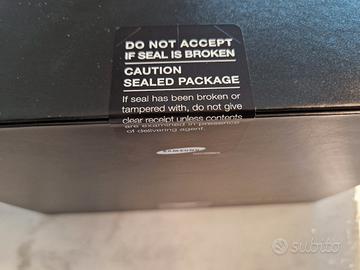 DO NOT ACCEPT
IF SEAL IS BROKEN
CAUTION
SEALED PACKAGE
If seal has been broken or
tampered with, do not give
clear receipt unless contents
are examined in presence
of delivering agent.
SAMSUNG
subito